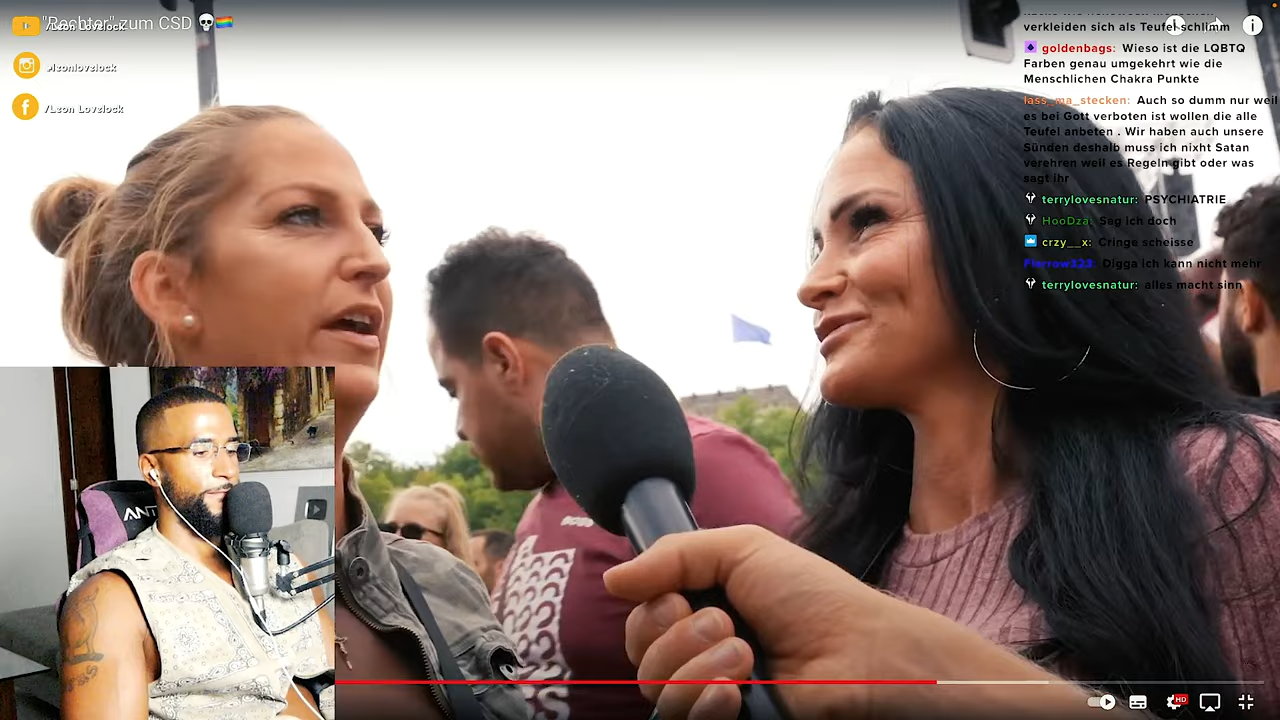 "Rechter" zum CSD 💀🏳️‍🌈
/Leon Lovelock
/leonlovelock
/Leon Lovelock
verkleiden sich als Teufel schlimm
goldenbags: Wieso ist die LQBTQ
Farben genau umgekehrt wie die
Menschlichen Chakra Punkte
lass_ma_stecken: Auch so dumm nur weil
es bei Gott verboten ist wollen die alle
Teufel anbeten . Wir haben auch unsere
Sünden deshalb muss ich nixht Satan
verehren weil es Regeln gibt oder was
sagt ihr
terrylovesnatur: PSYCHIATRIE
HooDza: Sag ich doch
crzy__x: Cringe scheisse
Fierrow323: Digga ich kann nicht mehr
terrylovesnatur: alles macht sinn
ANT
HD